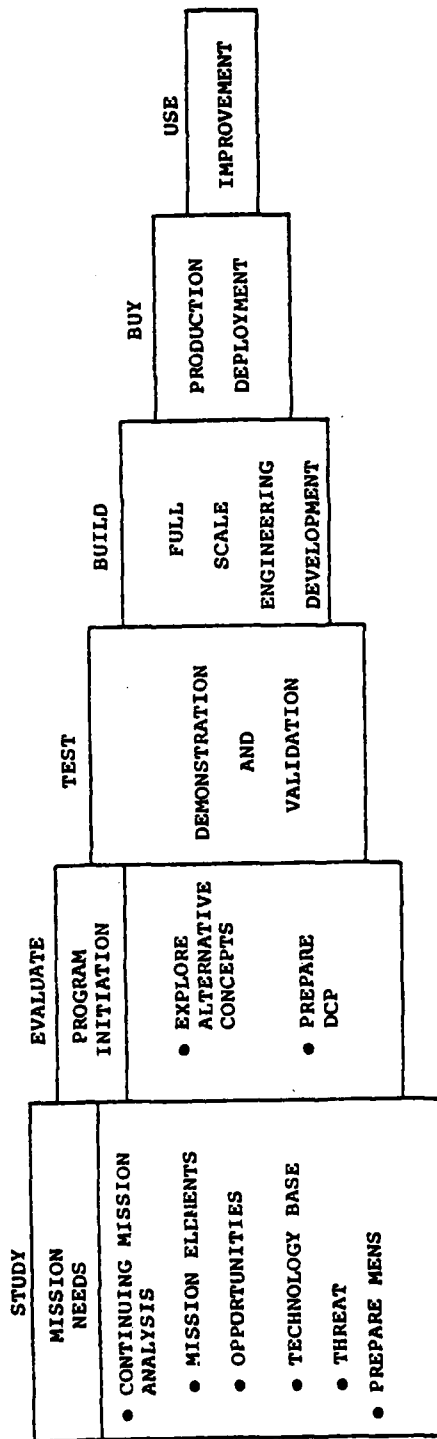 STUDY
MISSION
NEEDS
● CONTINUING MISSION
ANALYSIS
● MISSION ELEMENTS
● OPPORTUNITIES
● TECHNOLOGY BASE
● THREAT
● PREPARE MENS
EVALUATE
PROGRAM
INITIATION
● EXPLORE
ALTERNATIVE
CONCEPTS
● PREPARE
DCP
TEST
DEMONSTRATION
AND
VALIDATION
BUILD
FULL
SCALE
ENGINEERING
DEVELOPMENT
BUY
PRODUCTION
DEPLOYMENT
USE
IMPROVEMENT